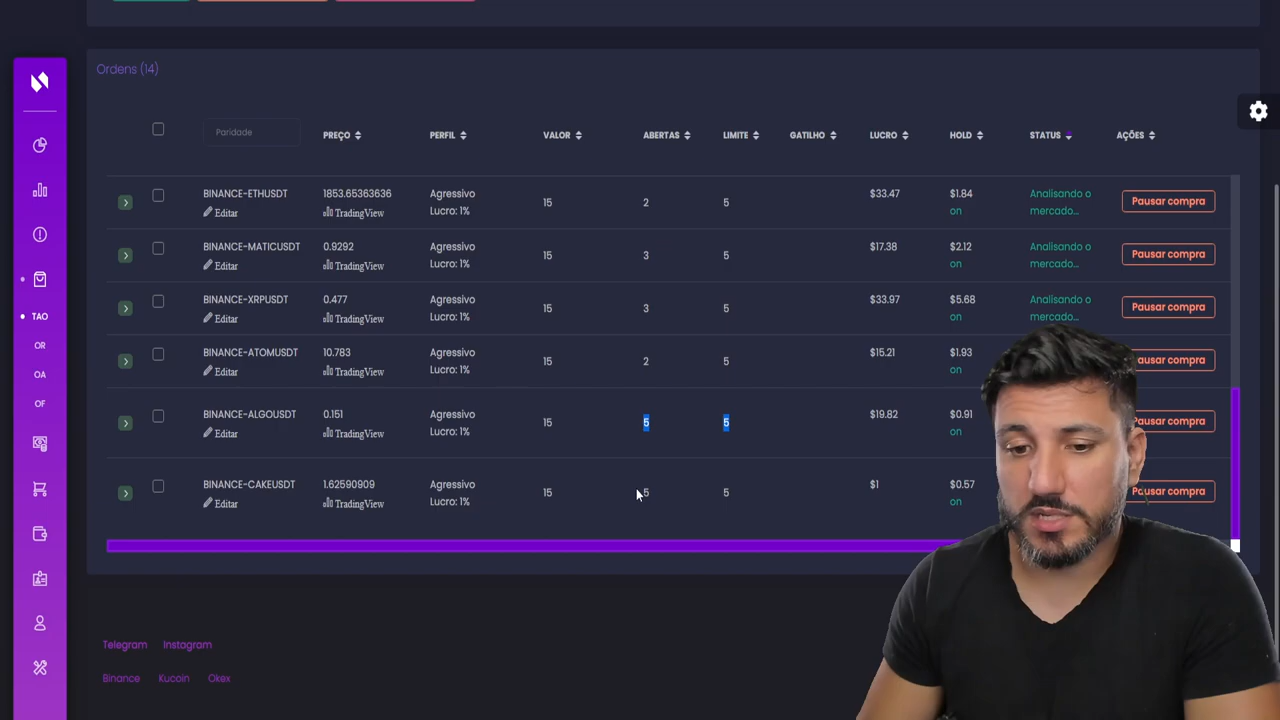 Ordens (14)
Paridade PREÇO PERFIL VALOR ABERTAS LIMITE GATILHO LUCRO HOLD STATUS AÇÕES
BINANCE-ETHUSDT 1853.65363636 Agressivo 15 2 5 $33.47 $1.84 Analisando o Pausar compra
Editar TradingView Lucro: 1% on mercado...
BINANCE-MATICUSDT 0.9292 Agressivo 15 3 5 $17.38 $2.12 Analisando o Pausar compra
Editar TradingView Lucro: 1% on mercado...
BINANCE-XRPUSDT 0.477 Agressivo 15 3 5 $33.97 $5.68 Analisando o Pausar compra
Editar TradingView Lucro: 1% on mercado...
TAO
OR
BINANCE-ATOMUSDT 10.783 Agressivo 15 2 5 $15.21 $1.93 ausar compra
Editar TradingView Lucro: 1% on
OA
OF
BINANCE-ALGOUSDT 0.151 Agressivo 15 5 5 $19.82 $0.91 ausar compra
Editar TradingView Lucro: 1% on
BINANCE-CAKEUSDT 1.62590909 Agressivo 15 5 5 $1 $0.57 Pausar compra
Editar TradingView Lucro: 1% on
Telegram Instagram
Binance Kucoin Okex